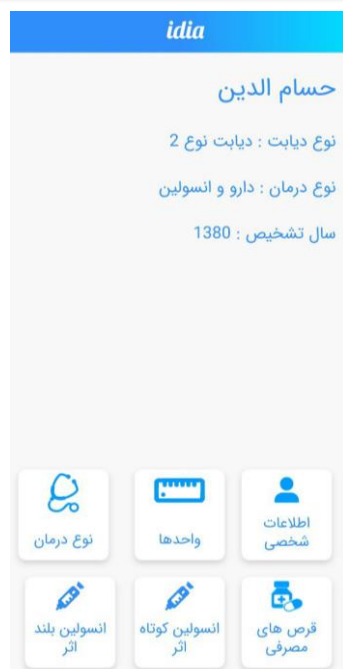 idia
حسام الدین
نوع دیابت : دیابت نوع 2
نوع درمان : دارو و انسولین
سال تشخیص : 1380
اطلاعات
شخصی
واحدها
نوع درمان
قرص های
مصرفی
انسولین کوتاه
اثر
انسولین بلند
اثر